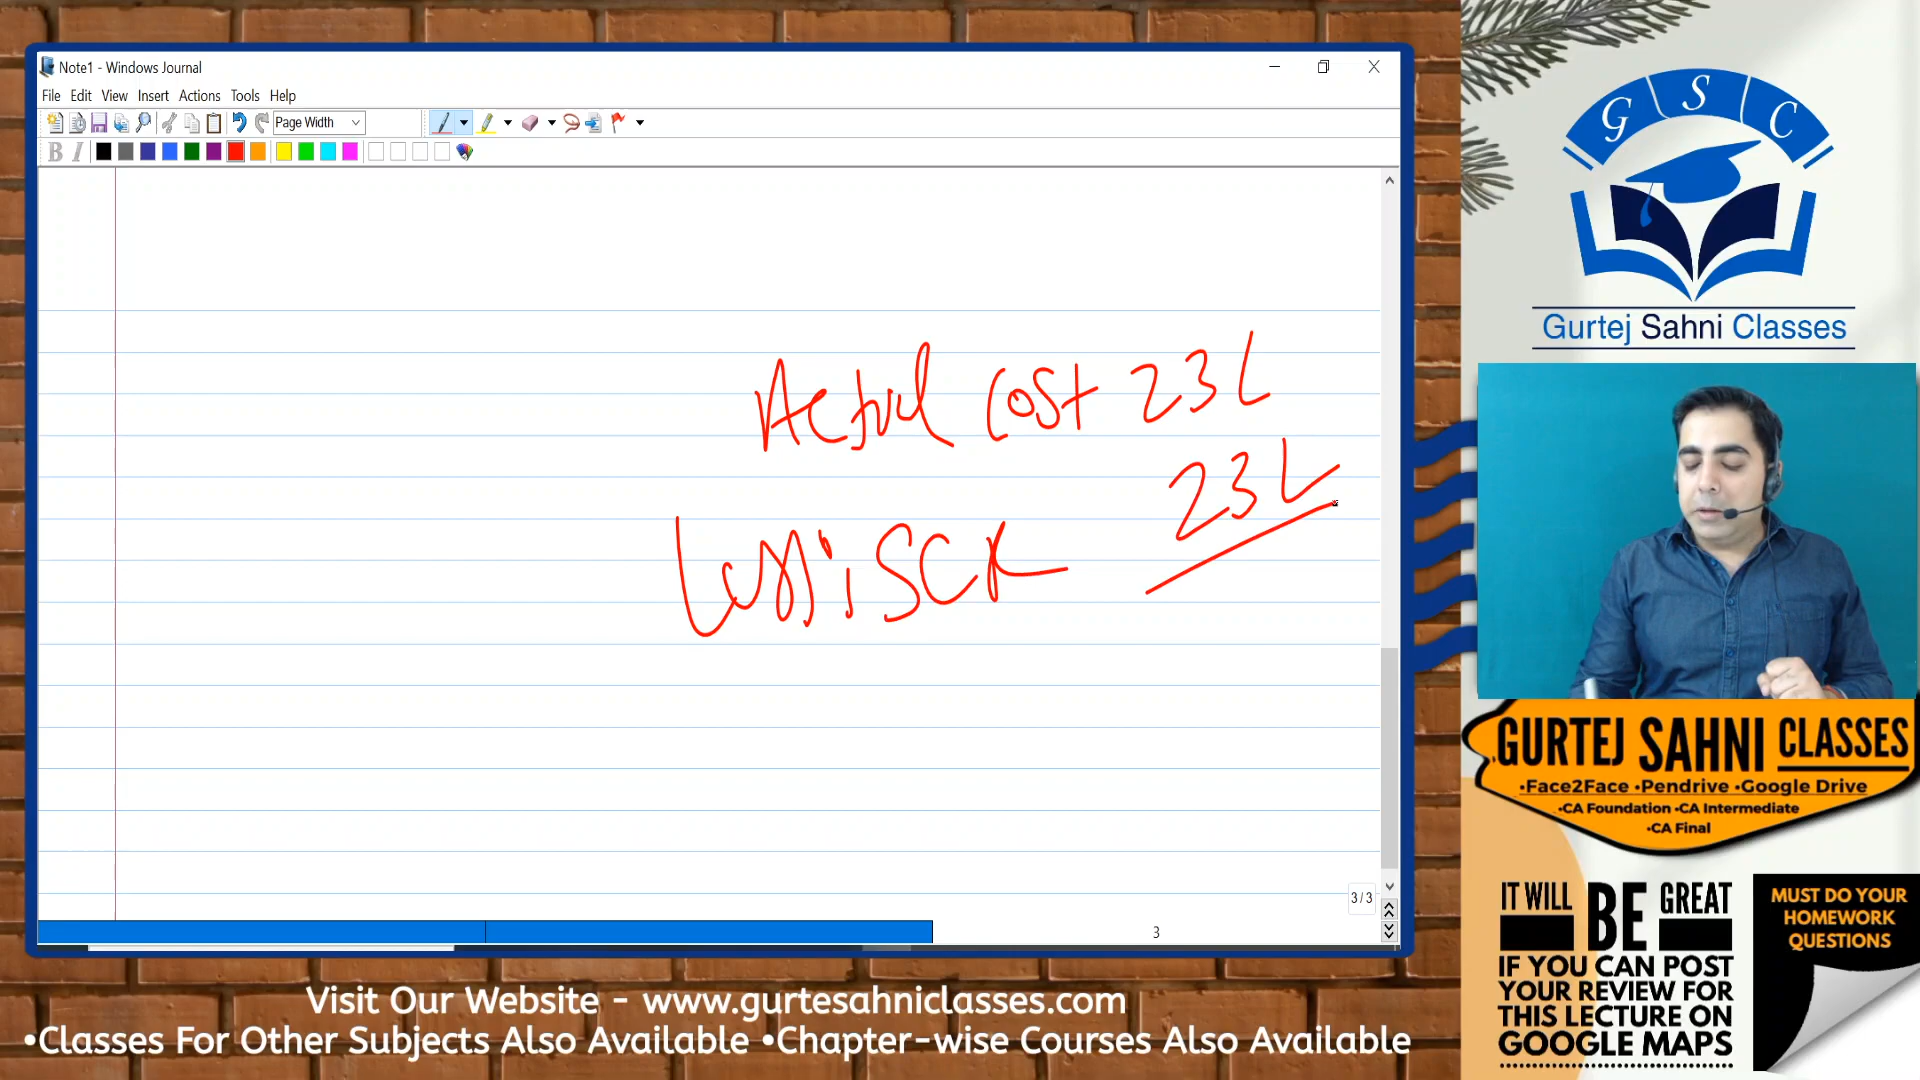 Note1 - Windows Journal
File Edit View Insert Actions Tools Help
Page Width
B I
Actual Cost 23L
23L
3/3
3
G S C
Gurtej Sahni Classes
GURTEJ SAHNI CLASSES
•Face2Face •Pendrive •Google Drive
•CA Foundation •CA Intermediate
•CA Final
IT WILL BE GREAT
IF YOU CAN POST
YOUR REVIEW FOR
THIS LECTURE ON
GOOGLE MAPS
MUST DO YOUR
HOMEWORK
QUESTIONS
Visit Our Website - www.gurtesahniclasses.com
•Classes For Other Subjects Also Available •Chapter-wise Courses Also Available